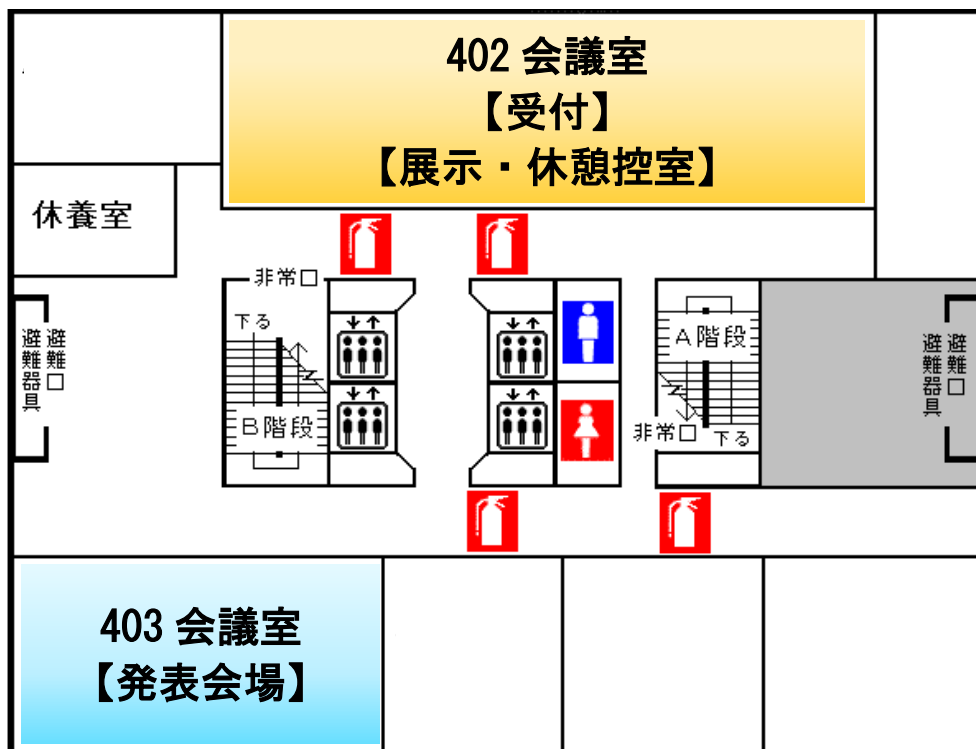 402 会議室
【受付】
【展示・休憩控室】
休養室
非常口
下る
B階段
A階段
非常口
下る
避難口
避難器具
避難口
避難器具
403 会議室
【発表会場】